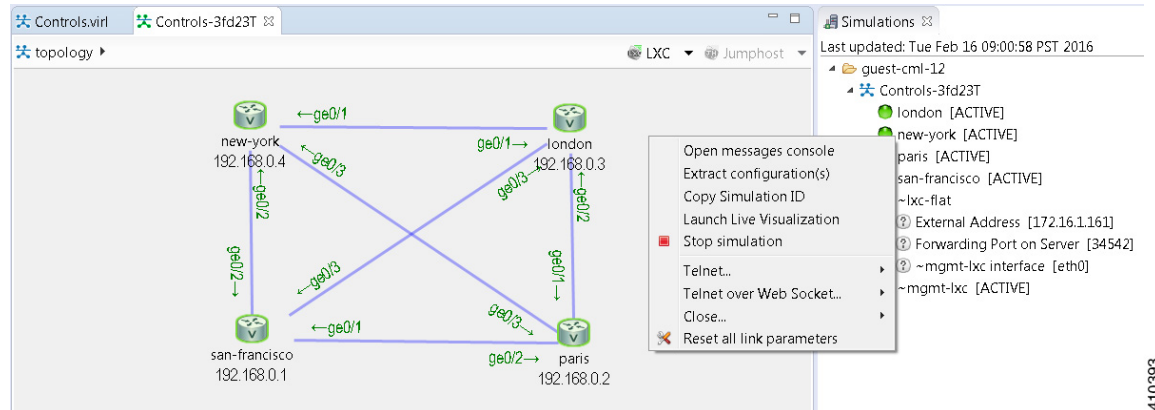 Controls.virl
Controls-3fd23T
Simulations
topology
LXC
Jumphost
Last updated: Tue Feb 16 09:00:58 PST 2016
guest-cml-12
Controls-3fd23T
london [ACTIVE]
new-york [ACTIVE]
paris [ACTIVE]
san-francisco [ACTIVE]
~lxc-flat
External Address [172.16.1.161]
Forwarding Port on Server [34542]
~mgmt-lxc interface [eth0]
~mgmt-lxc [ACTIVE]
←ge0/1
new-york
192.168.0.4
ge0/1→
london
192.168.0.3
←ge0/3
ge0/3→
←ge0/2
←ge0/2
ge0/2→
←ge0/3
ge0/1→
ge0/3→
←ge0/1
san-francisco
192.168.0.1
ge0/2→
paris
192.168.0.2
Open messages console
Extract configuration(s)
Copy Simulation ID
Launch Live Visualization
Stop simulation
Telnet...
Telnet over Web Socket...
Close...
Reset all link parameters
410393